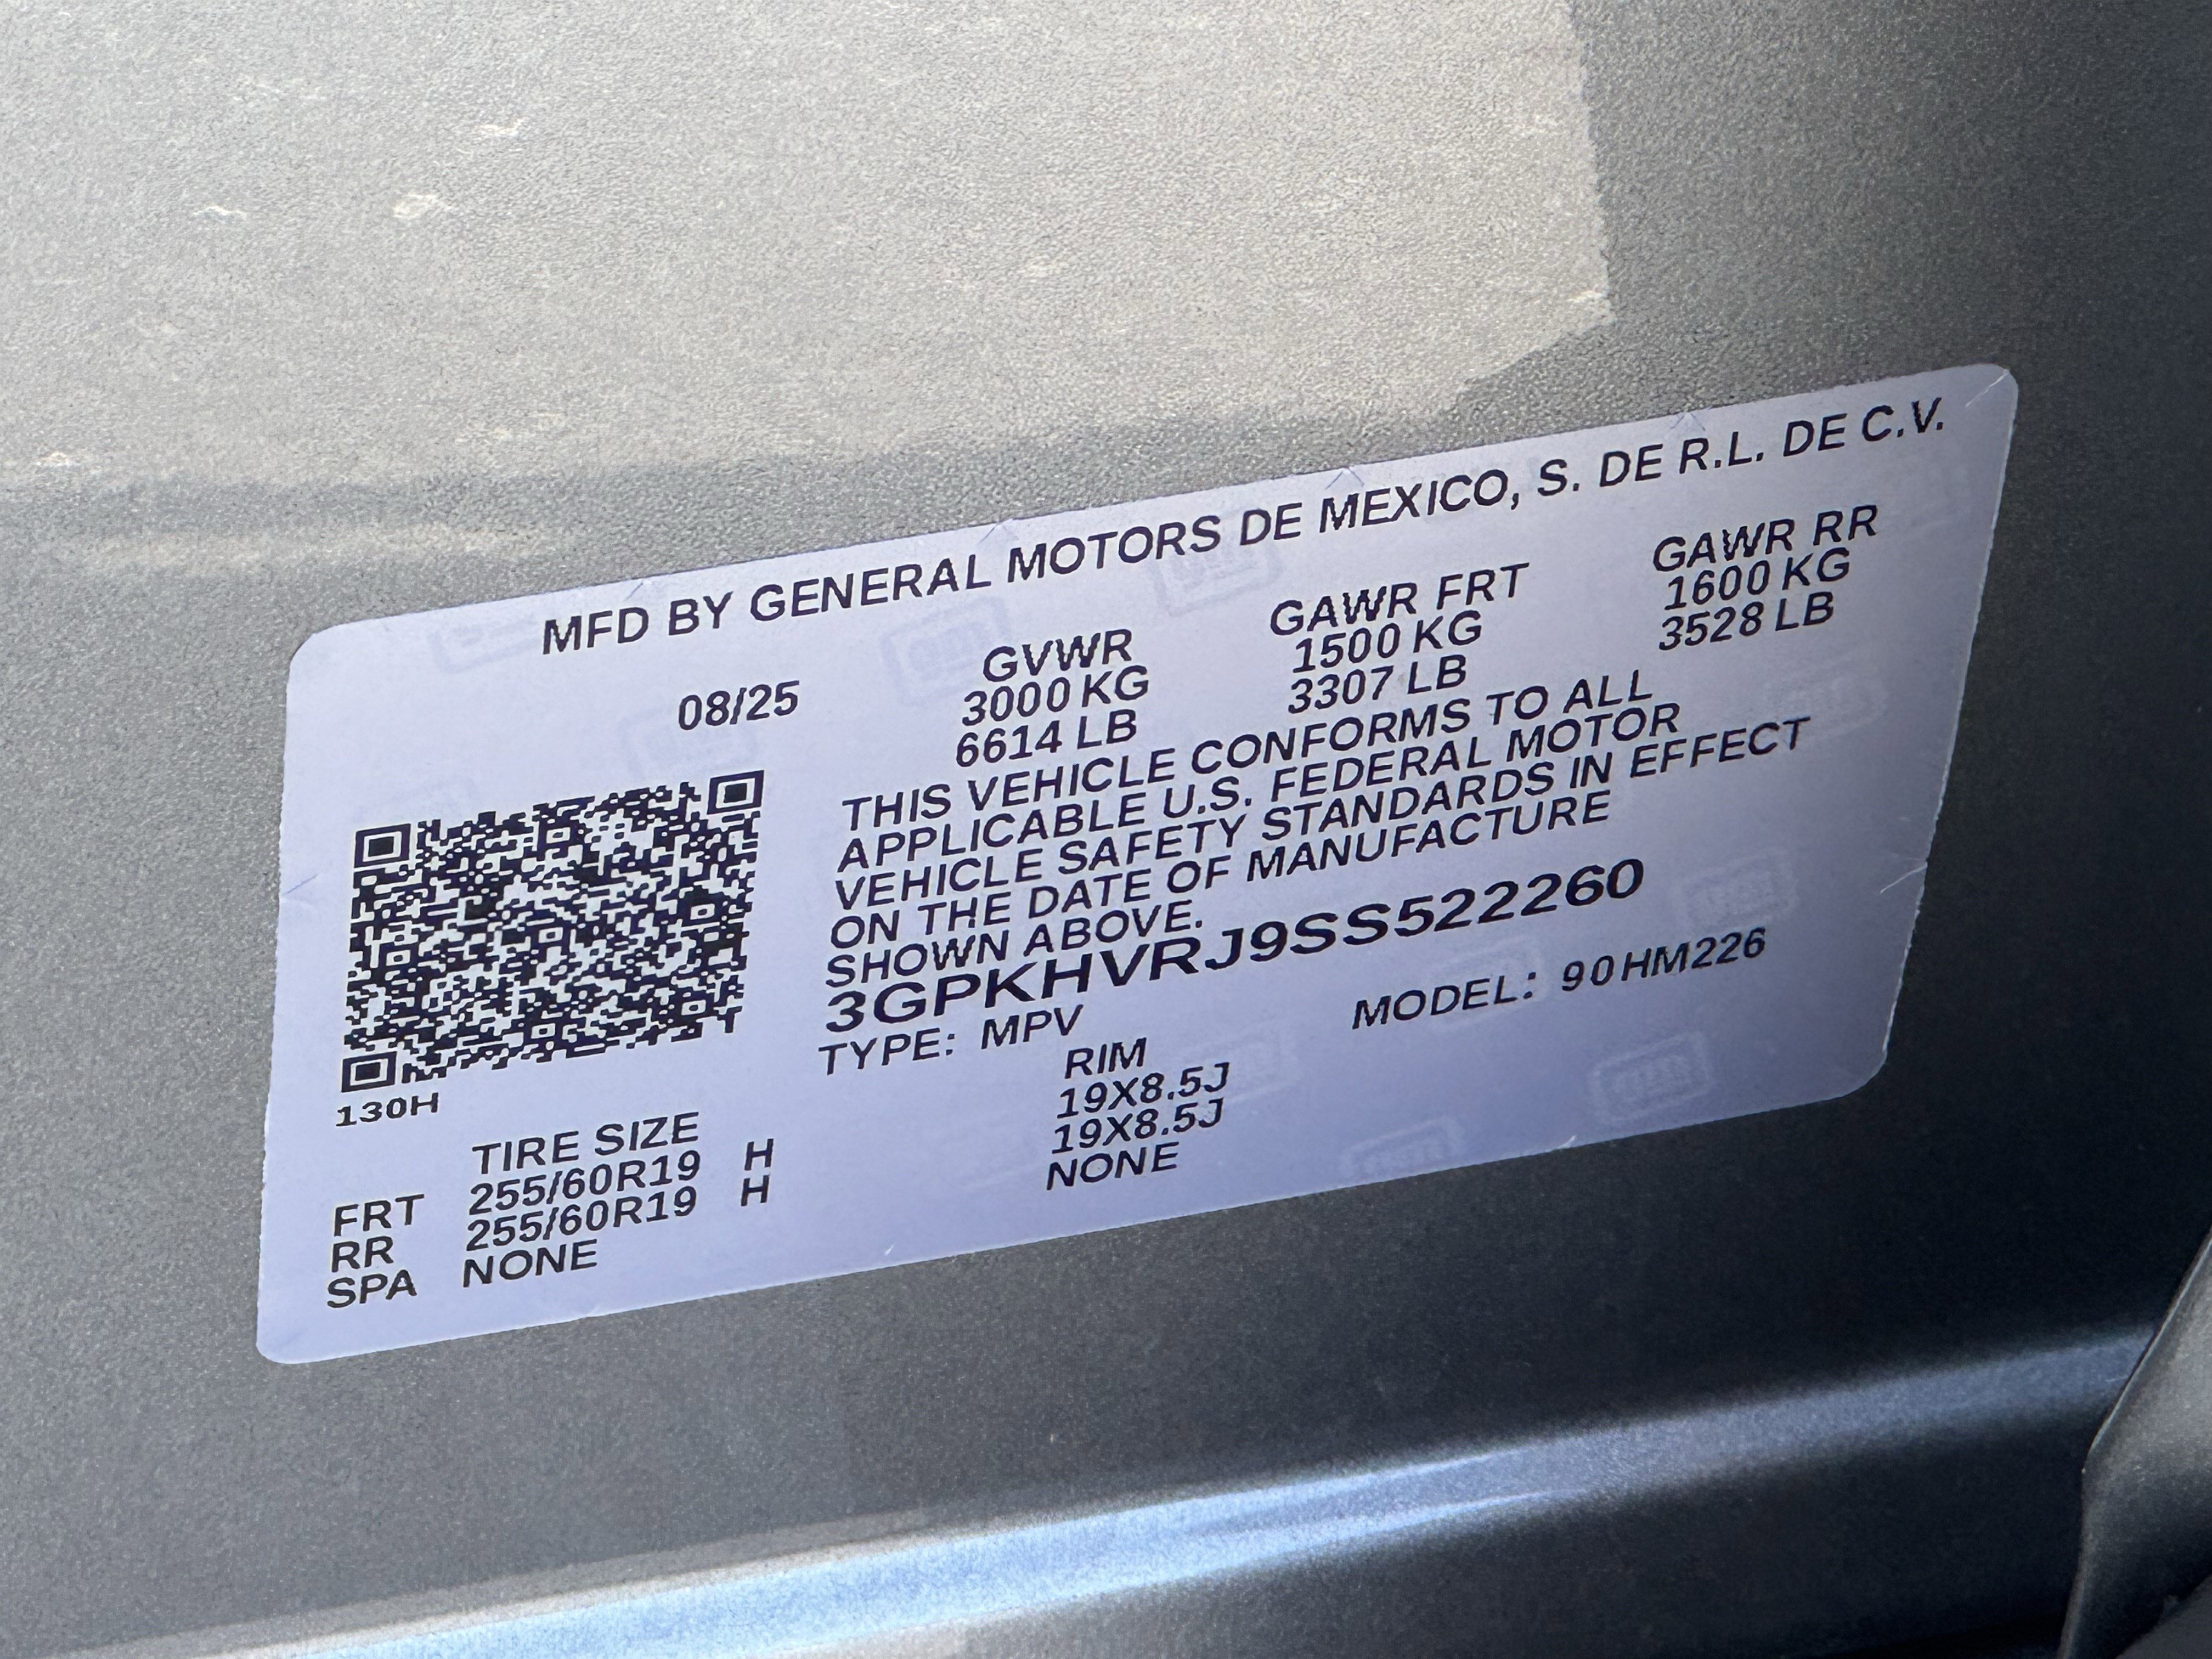 MFD BY GENERAL MOTORS DE MEXICO, S. DE R.L. DE C.V.
08/25
GVWR
3000 KG
6614 LB
GAWR FRT
1500 KG
3307 LB
GAWR RR
1600 KG
3528 LB
THIS VEHICLE CONFORMS TO ALL
APPLICABLE U.S. FEDERAL MOTOR
VEHICLE SAFETY STANDARDS IN EFFECT
ON THE DATE OF MANUFACTURE
SHOWN ABOVE.
3GPKHVRJ9SS522260
TYPE: MPV
MODEL: 90HM226
130H
TIRE SIZE
RIM
FRT 255/60R19 H 19X8.5J
RR 255/60R19 H 19X8.5J
SPA NONE NONE